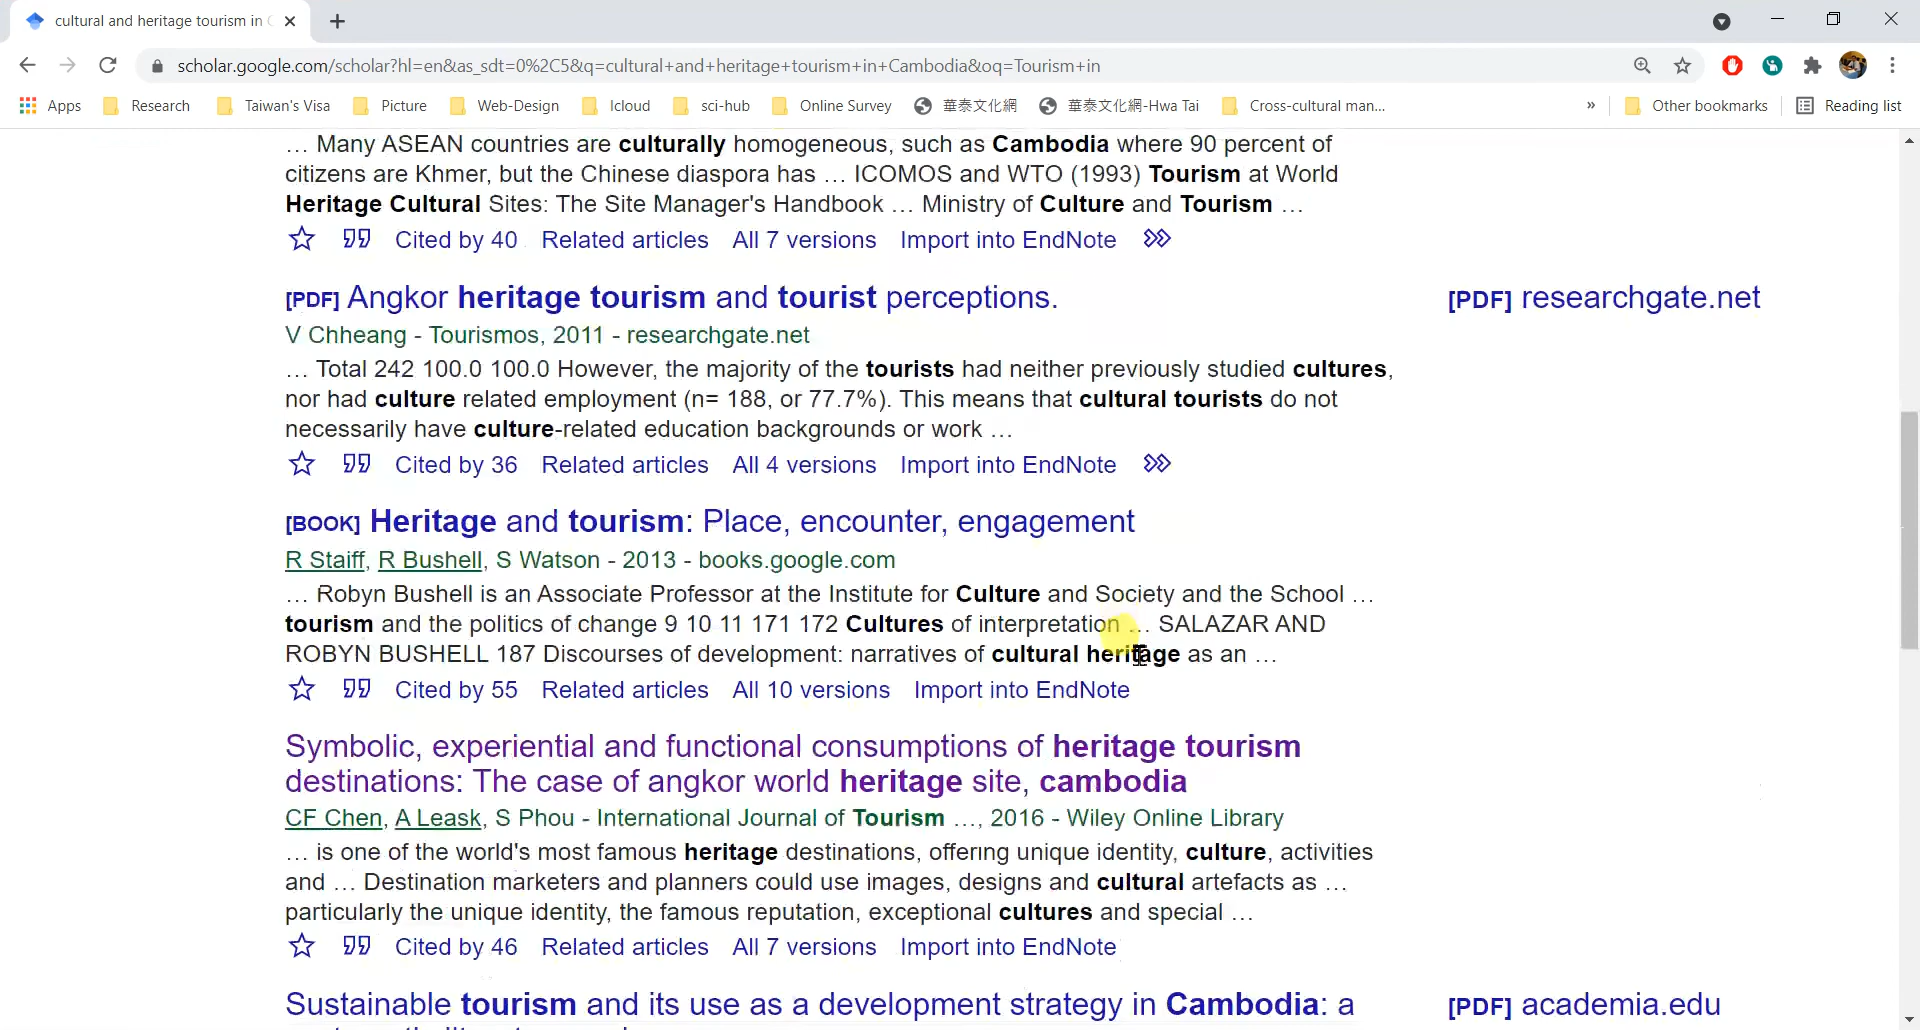 cultural and heritage tourism in
scholar.google.com/scholar?hl=en&as_sdt=0%2C5&q=cultural+and+heritage+tourism+in+Cambodia&oq=Tourism+in
Apps Research Taiwan's Visa Picture Web-Design Icloud sci-hub Online Survey 華泰文化網 華泰文化網-Hwa Tai Cross-cultural man... » Other bookmarks Reading list
... Many ASEAN countries are culturally homogeneous, such as Cambodia where 90 percent of
citizens are Khmer, but the Chinese diaspora has ... ICOMOS and WTO (1993) Tourism at World
Heritage Cultural Sites: The Site Manager's Handbook ... Ministry of Culture and Tourism ...
Cited by 40 Related articles All 7 versions Import into EndNote
[PDF] Angkor heritage tourism and tourist perceptions. [PDF] researchgate.net
V Chheang - Tourismos, 2011 - researchgate.net
... Total 242 100.0 100.0 However, the majority of the tourists had neither previously studied cultures,
nor had culture related employment (n= 188, or 77.7%). This means that cultural tourists do not
necessarily have culture-related education backgrounds or work ...
Cited by 36 Related articles All 4 versions Import into EndNote
[BOOK] Heritage and tourism: Place, encounter, engagement
R Staiff, R Bushell, S Watson - 2013 - books.google.com
... Robyn Bushell is an Associate Professor at the Institute for Culture and Society and the School ...
tourism and the politics of change 9 10 11 171 172 Cultures of interpretation ... SALAZAR AND
ROBYN BUSHELL 187 Discourses of development: narratives of cultural heritage as an ...
Cited by 55 Related articles All 10 versions Import into EndNote
Symbolic, experiential and functional consumptions of heritage tourism
destinations: The case of angkor world heritage site, cambodia
CF Chen, A Leask, S Phou - International Journal of Tourism ..., 2016 - Wiley Online Library
... is one of the world's most famous heritage destinations, offering unique identity, culture, activities
and ... Destination marketers and planners could use images, designs and cultural artefacts as ...
particularly the unique identity, the famous reputation, exceptional cultures and special ...
Cited by 46 Related articles All 7 versions Import into EndNote
Sustainable tourism and its use as a development strategy in Cambodia: a [PDF] academia.edu